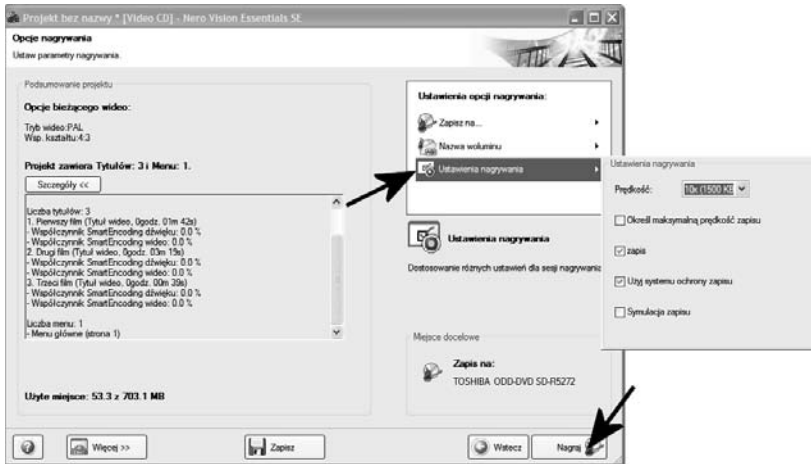 Projekt bez nazwy * [Video CD] - Nero Vision Essentials SE
Opcje nagrywania
Ustaw parametry nagrywania
Podsumowanie projektu
Opcje bieżącego wideo:
Tryb wideo:PAL
Wsp. kształtu:4:3
Projekt zawiera Tytułów: 3 i Menu: 1.
Szczegóły <<
Liczba tytułów: 3
1. Pierwszy film (Tytuł wideo, 0godz. 01m 42s)
- Współczynnik SmartEncoding dźwięku: 0.0 %
- Współczynnik SmartEncoding wideo: 0.0 %
2. Drugi film (Tytuł wideo, 0godz. 03m 19s)
- Współczynnik SmartEncoding dźwięku: 0.0 %
- Współczynnik SmartEncoding wideo: 0.0 %
3. Trzeci film (Tytuł wideo, 0godz. 00m 39s)
- Współczynnik SmartEncoding dźwięku: 0.0 %
- Współczynnik SmartEncoding wideo: 0.0 %
Liczba menu: 1
- Menu główne (strona 1)
Użyte miejsce: 53.3 z 703.1 MB
Ustawienia opcji nagrywania:
Zapisz na...
Nazwa woluminu
Ustawienia nagrywania
Ustawienia nagrywania
Dostosowanie różnych ustawień dla sesji nagrywania
Miejsce docelowe
Zapis na:
TOSHIBA ODD-DVD SD-R5272
Ustawienia nagrywania
Prędkość:
10x (1500 KB
Określ maksymalną prędkość zapisu
zapis
Użyj systemu ochrony zapisu
Symulacja zapisu
Więcej >>
Zapisz
Wstecz
Nagraj